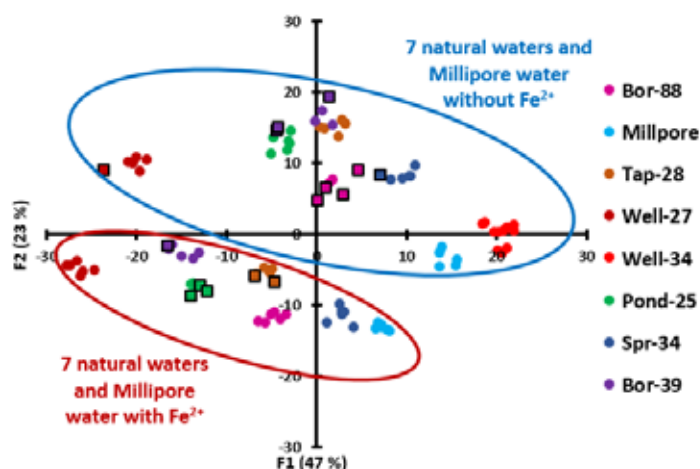 30
7 natural waters and
Millipore water
without Fe²⁺
20
10
0
-30
-20
-10
0
10
20
30
-10
-20
-30
F2 (23 %)
F1 (47 %)
7 natural waters
and Millipore
water with Fe²⁺
Bor-88
Millpore
Tap-28
Well-27
Well-34
Pond-25
Spr-34
Bor-39